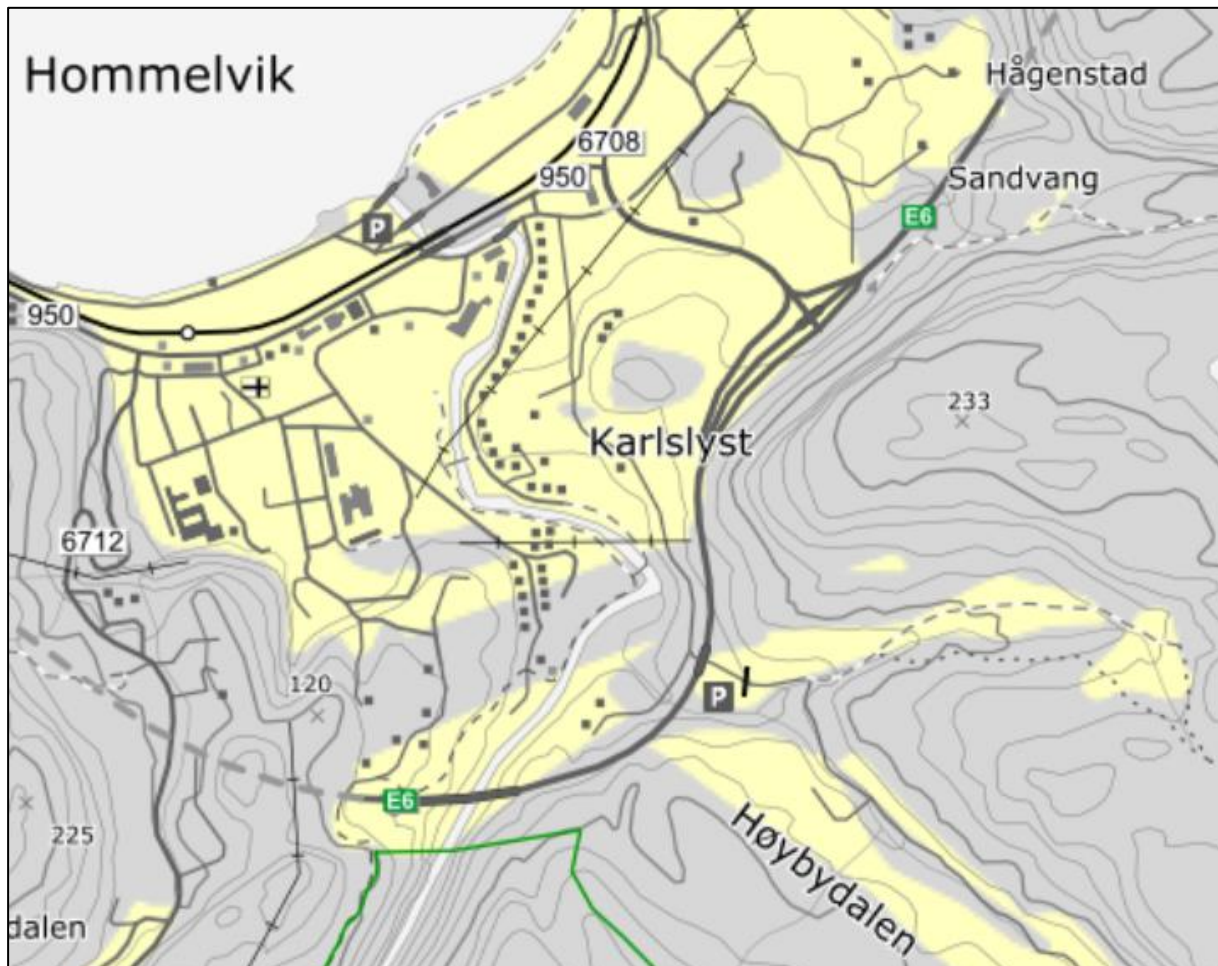 Hommelvik
Hågenstad
6708
950
Sandvang
E6
P
950
233
Karlslyst
6712
120
P
E6
225
Høybydalen
dalen